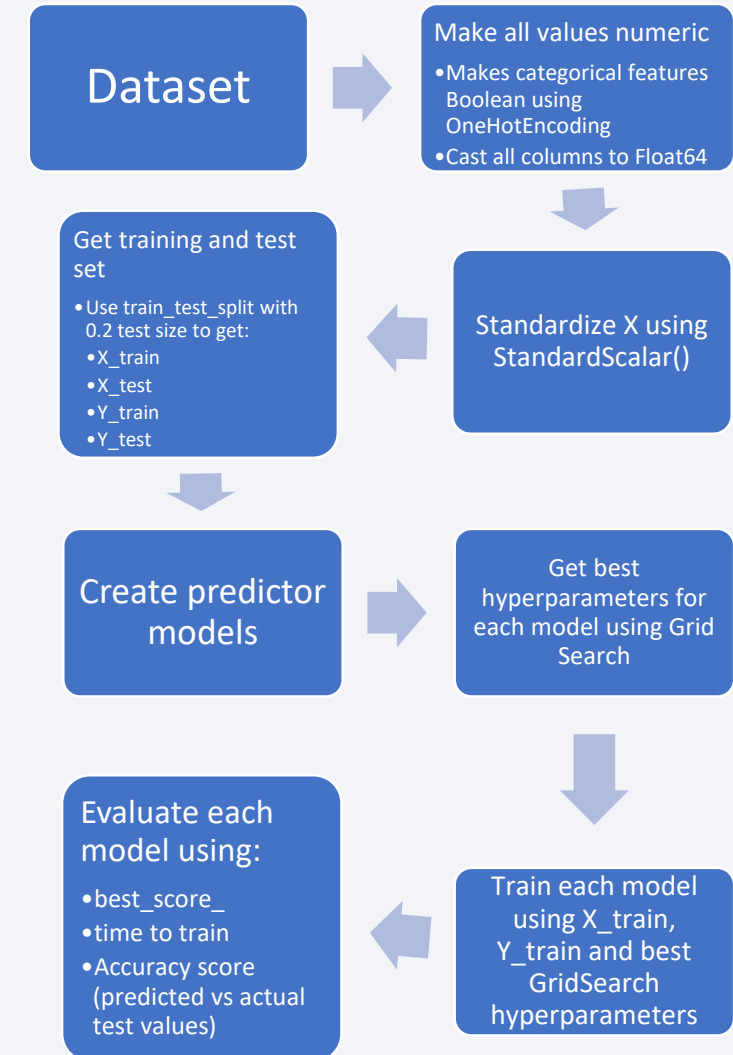 Dataset
Make all values numeric
•Makes categorical features
Boolean using
OneHotEncoding
•Cast all columns to Float64
Standardize X using
StandardScalar()
Get training and test
set
•Use train_test_split with
0.2 test size to get:
•X_train
•X_test
•Y_train
•Y_test
Create predictor
models
Get best
hyperparameters for
each model using Grid
Search
Train each model
using X_train,
Y_train and best
GridSearch
hyperparameters
Evaluate each
model using:
•best_score_
•time to train
•Accuracy score
(predicted vs actual
test values)